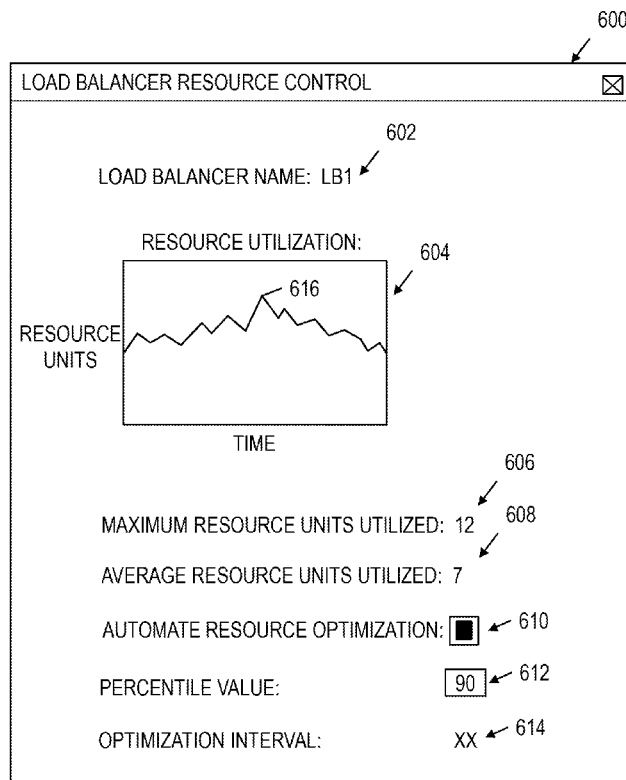 600
LOAD BALANCER RESOURCE CONTROL
602
LOAD BALANCER NAME: LB1
RESOURCE UTILIZATION:
604
616
RESOURCE
UNITS
TIME
606
MAXIMUM RESOURCE UNITS UTILIZED: 12
608
AVERAGE RESOURCE UNITS UTILIZED: 7
AUTOMATE RESOURCE OPTIMIZATION: 610
PERCENTILE VALUE: 90 612
OPTIMIZATION INTERVAL: XX 614